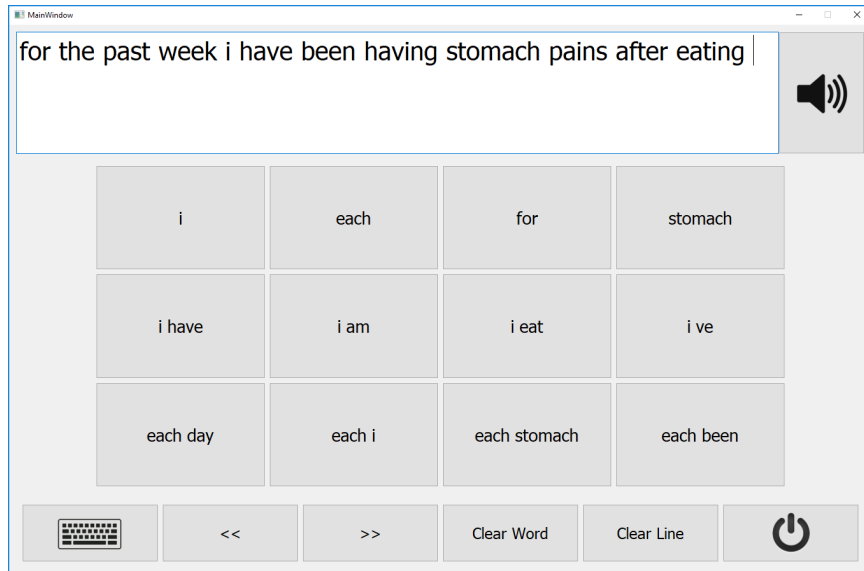 MainWindow
for the past week i have been having stomach pains after eating
i each for stomach
i have i am i eat i ve
each day each i each stomach each been
<< >> Clear Word Clear Line